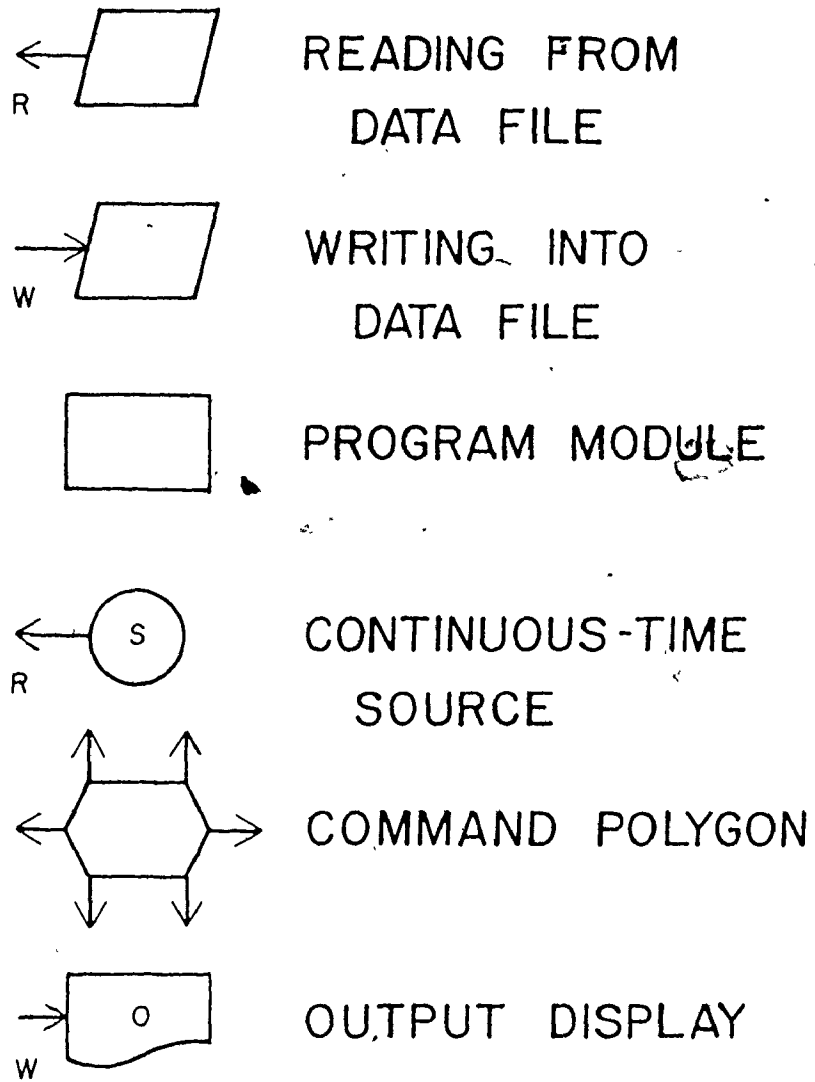 READING FROM
R
DATA FILE
WRITING INTO
W
DATA FILE
PROGRAM MODULE
S
CONTINUOUS-TIME
R
SOURCE
COMMAND POLYGON
O
OUTPUT DISPLAY
W